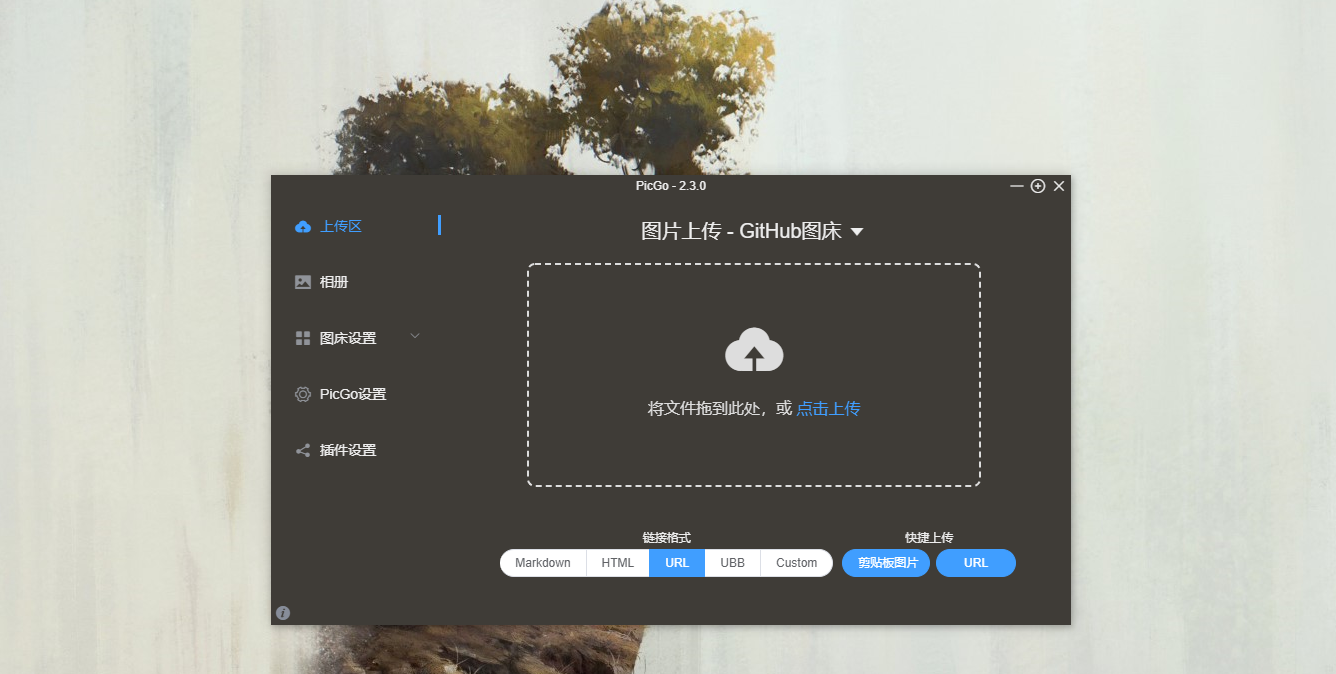 PicGo - 2.3.0
上传区
相册
图床设置
PicGo设置
插件设置
图片上传 - GitHub图床
将文件拖到此处，或 点击上传
链接格式
Markdown HTML URL UBB Custom
快捷上传
剪贴板图片 URL
i